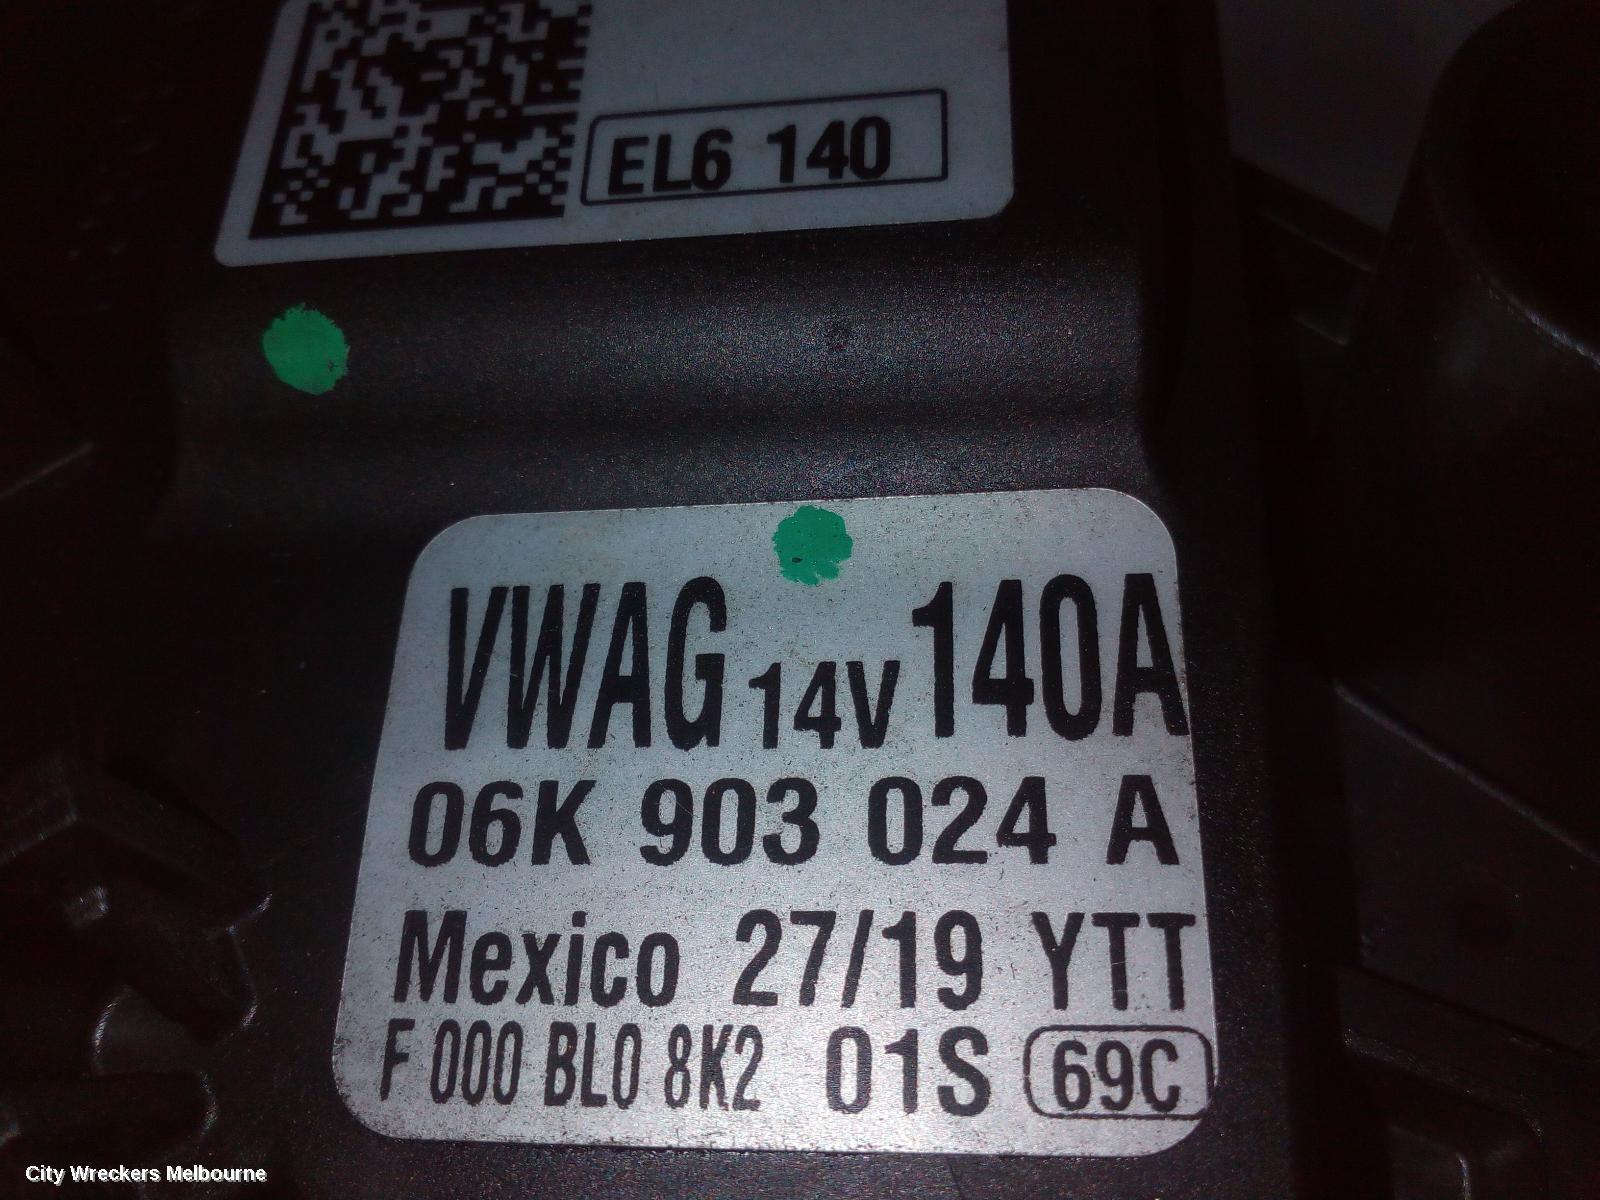 EL6 140
VWAG 14V 140A
06K 903 024 A
Mexico 27/19 YTT
F 000 BL0 8K2 01S 69C
City Wreckers Melbourne